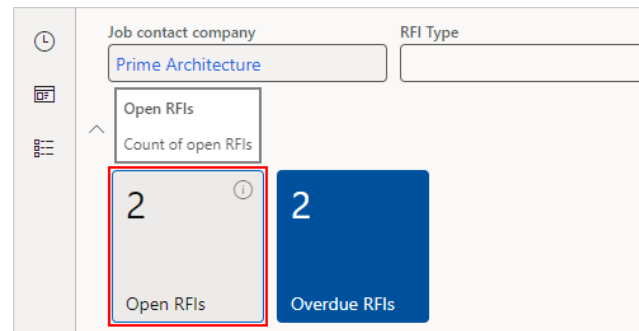 Job contact company
RFI Type
Prime Architecture
Open RFIs
Count of open RFIs
2
Open RFIs
2
Overdue RFIs